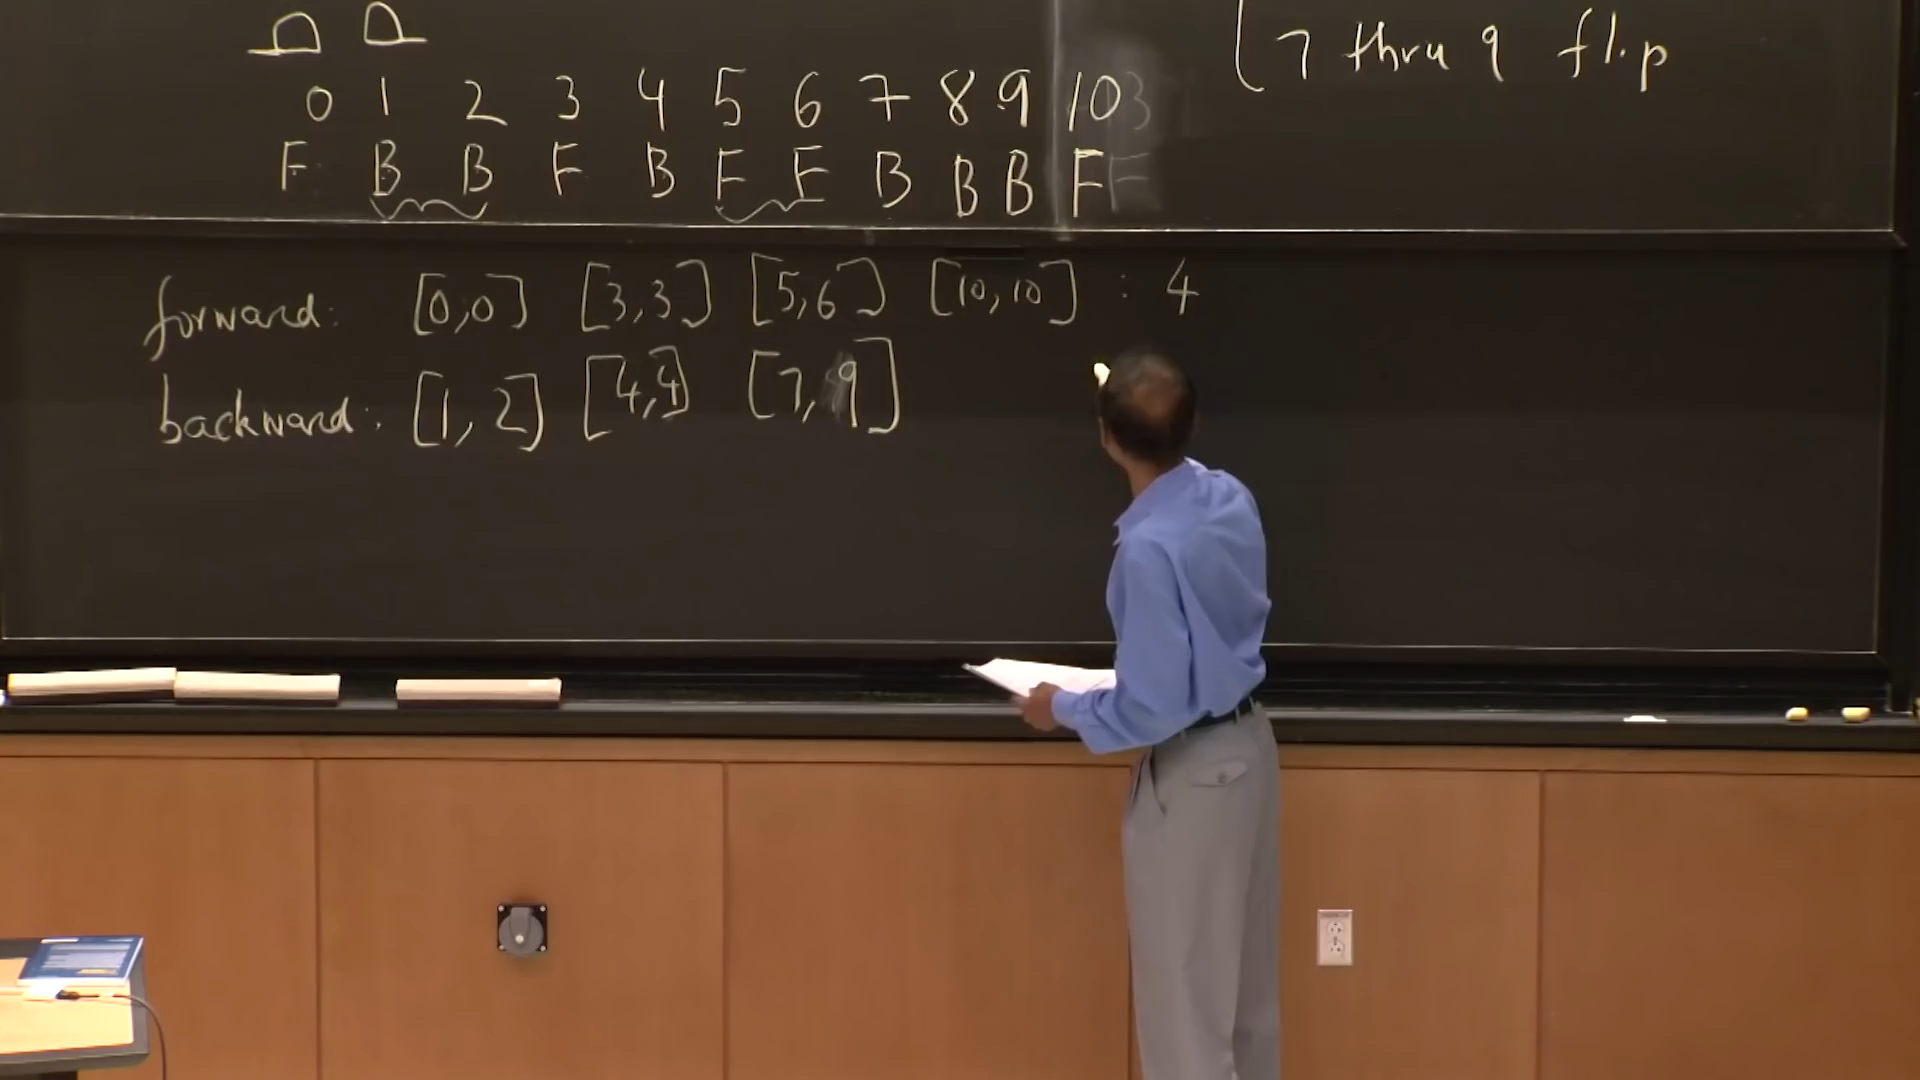 7 thru 9 flip
0 1 2 3 4 5 6 7 8 9 10 3
F B B F B F F B B B F F
forward: [0,0] [3,3] [5,6] [10,10] : 4
backward: [1,2] [4,4] [7,9]